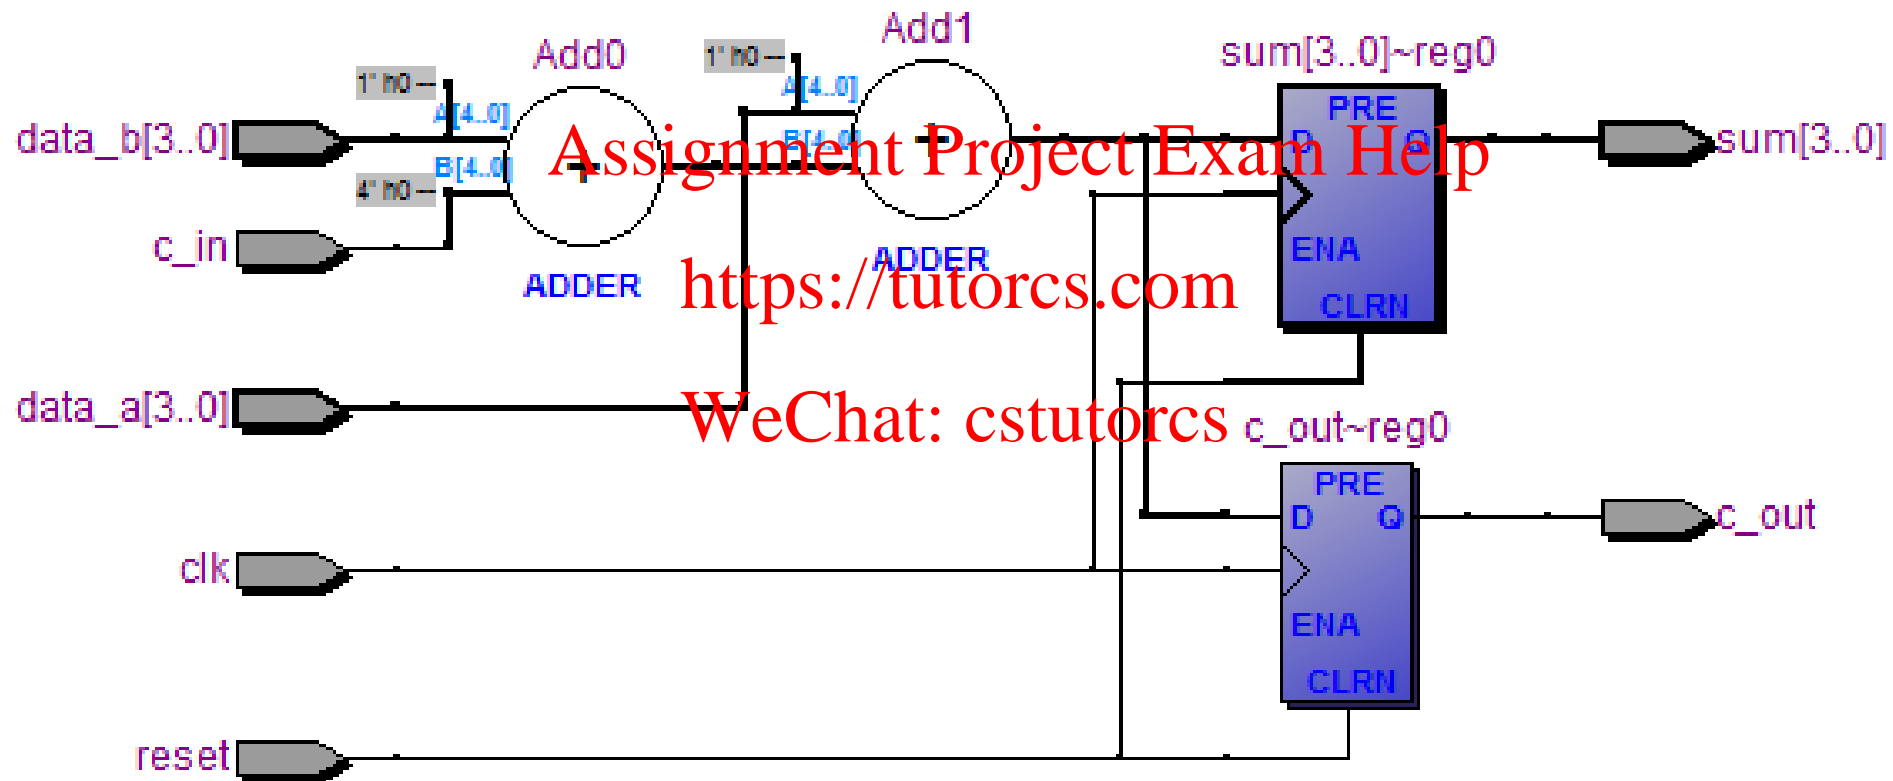 Add1
Add0
sum[3..0]~reg0
1' h0
1' h0
A[4..0]
A[4..0]
PRE
data_b[3..0]
B[4..0]
B[4..0]
D
Q
sum[3..0]
Assignment Project Exam Help
4' h0
c_in
ENA
ADDER
ADDER
https://tutorcs.com
CLRN
data_a[3..0]
WeChat: cstutorcs
c_out~reg0
PRE
D
Q
c_out
clk
ENA
CLRN
reset